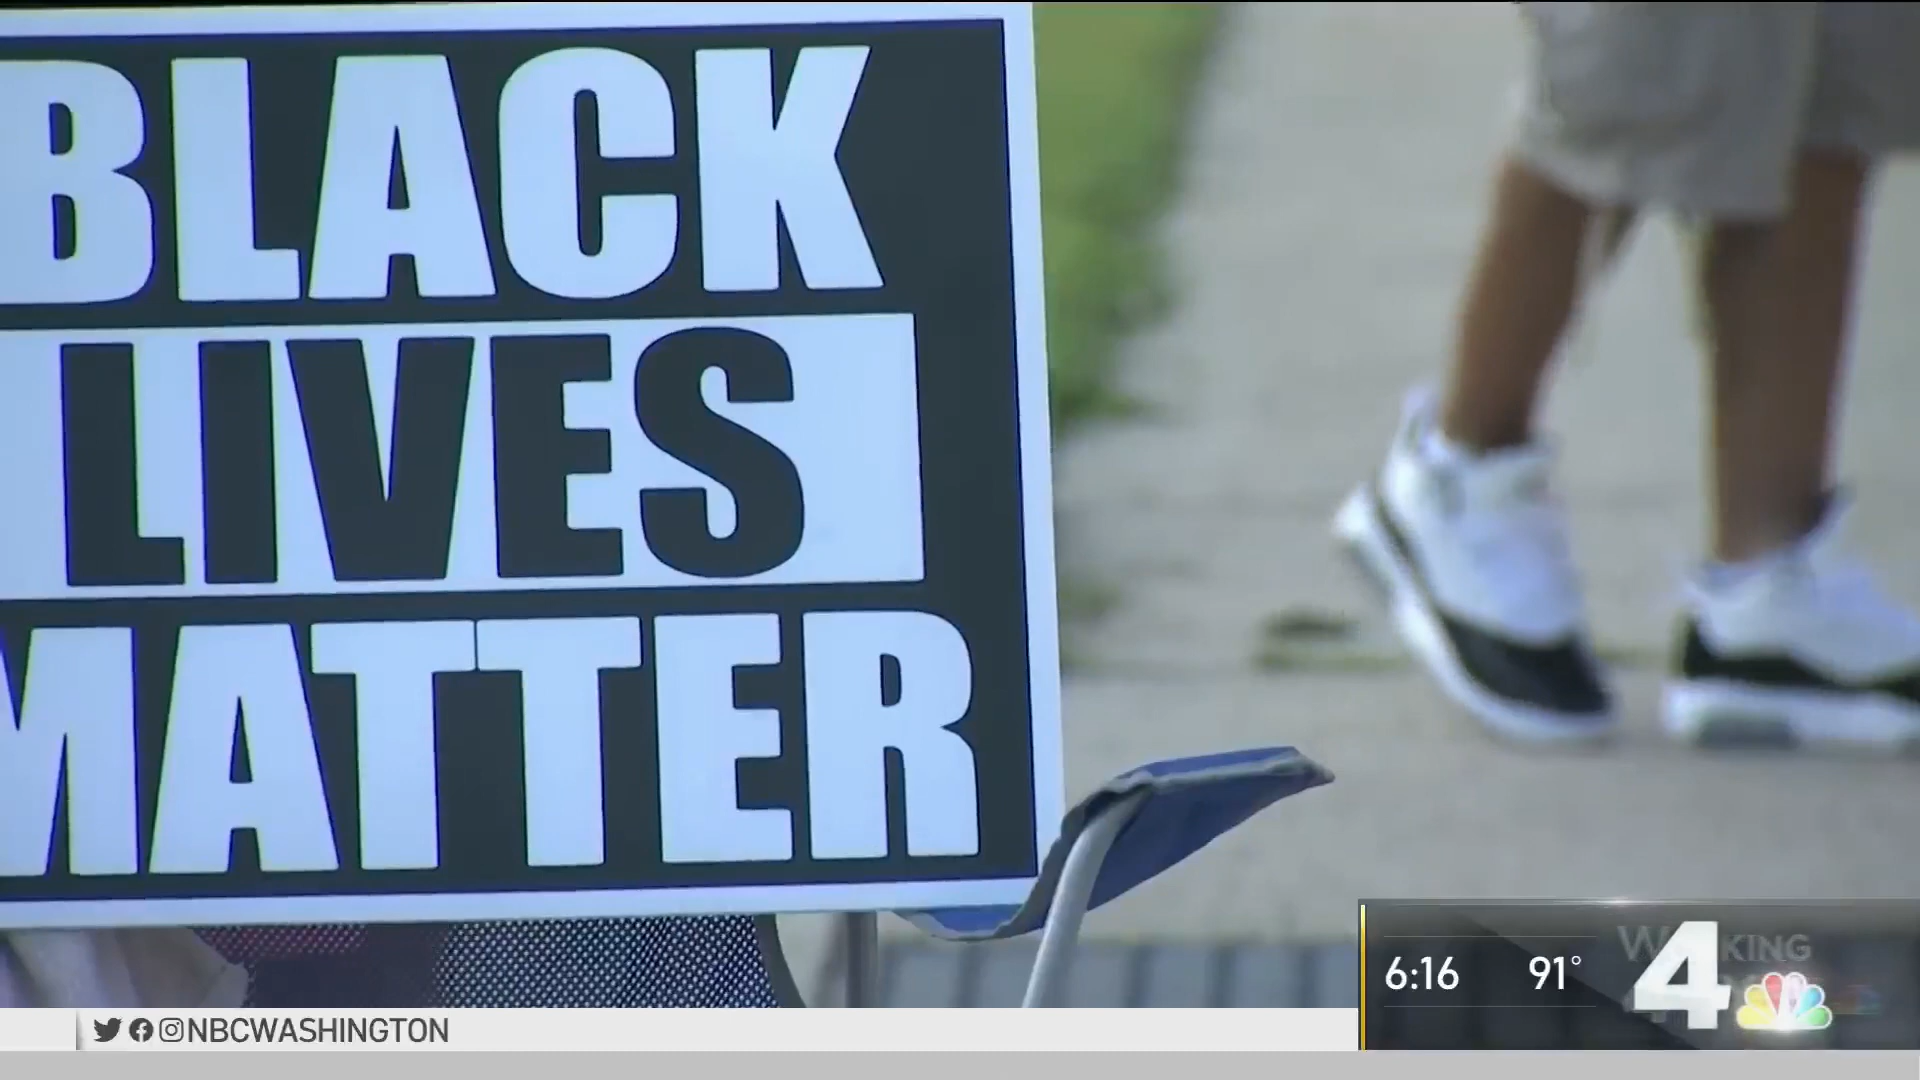 BLACK
LIVES
MATTER
6:16 91°
4
NBCWASHINGTON